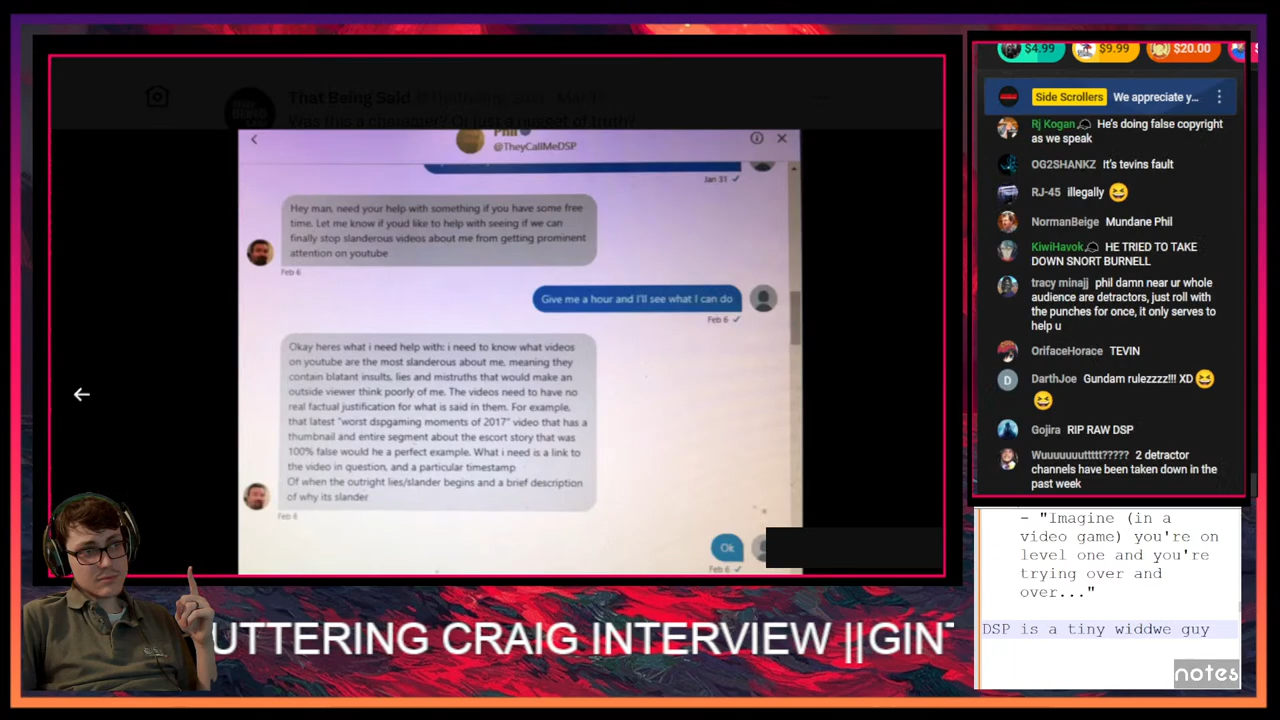 That Being Said
Was this a character? Or just a nugget of truth?
Phil
@TheyCallMeDSP
Jan 31
Hey man, need your help with something if you have some free
time. Let me know if youd like to help with seeing if we can
finally stop slanderous videos about me from getting prominent
attention on youtube
Feb 6
Give me a hour and I'll see what I can do
Feb 6
Okay heres what i need help with: i need to know what videos
on youtube are the most slanderous about me, meaning they
contain blatant insults, lies and mistruths that would make an
outside viewer think poorly of me. The videos need to have no
real factual justification for what is said in them. For example,
that latest "worst dspgaming moments of 2017" video that has a
thumbnail and entire segment about the escort story that was
100% false would he a perfect example. What i need is a link to
the video in question, and a particular timestamp
Of when the outright lies/slander begins and a brief description
of why its slander
Feb 6
Ok
Feb 6
UTTERING CRAIG INTERVIEW ||GINT
$4.99 $9.99 $20.00
Side Scrollers We appreciate y...
Rj Kogan He's doing false copyright
as we speak
OG2SHANKZ It's tevins fault
RJ-45 illegally
NormanBeige Mundane Phil
KiwiHavok HE TRIED TO TAKE
DOWN SNORT BURNELL
tracy minajj phil damn near ur whole
audience are detractors, just roll with
the punches for once, it only serves to
help u
OrifaceHorace TEVIN
D DarthJoe Gundam rulezzzz!!! XD
Gojira RIP RAW DSP
Wuuuuuuutttt????? 2 detractor
channels have been taken down in the
past week
- "Imagine (in a
video game) you're on
level one and you're
trying over and
over..."
DSP is a tiny widdwe guy
notes